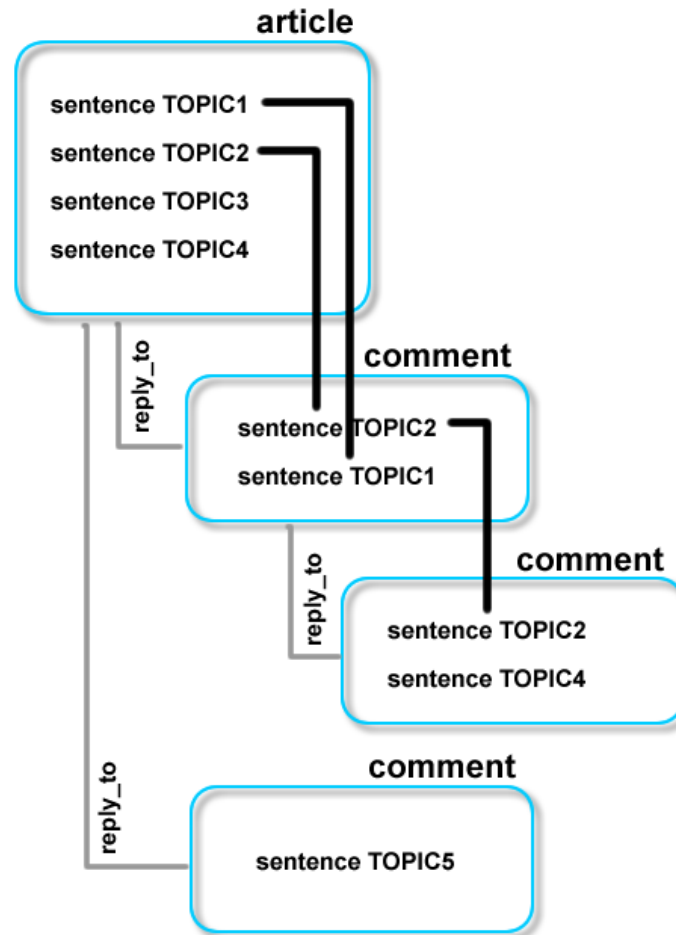 article
sentence TOPIC1
sentence TOPIC2
sentence TOPIC3
sentence TOPIC4
reply_to
comment
sentence TOPIC2
sentence TOPIC1
reply_to
comment
sentence TOPIC2
sentence TOPIC4
reply_to
comment
sentence TOPIC5